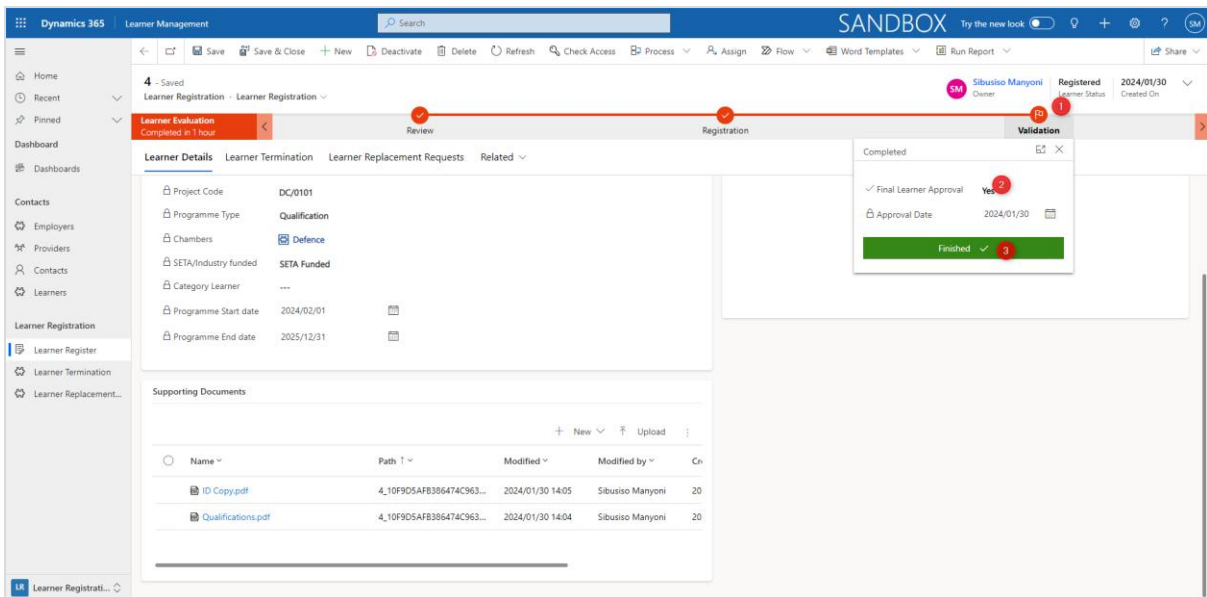 Dynamics 365 Learner Management Search SANDBOX Try the new look SM
Save Save & Close New Deactivate Delete Refresh Check Access Process Assign Flow Word Templates Run Report Share
Home
Recent
Pinned
Dashboard
Dashboards
Contacts
Employers
Providers
Contacts
Learners
Learner Registration
Learner Register
Learner Termination
Learner Replacement...
LR Learner Registrati...
4 - Saved
Learner Registration · Learner Registration
SM Sibusiso Manyoni Registered 2024/01/30
Owner Learner Status Created On
1
Learner Evaluation
Completed in 1 hour
Review Registration Validation
Learner Details Learner Termination Learner Replacement Requests Related
Project Code DC/0101
Programme Type Qualification
Chambers Defence
SETA/Industry funded SETA Funded
Category Learner ---
Programme Start date 2024/02/01
Programme End date 2025/12/31
Completed
Final Learner Approval Yes 2
Approval Date 2024/01/30
Finished 3
Supporting Documents
New Upload
Name Path Modified Modified by
ID Copy.pdf 4_10F9D5AFB386474C963... 2024/01/30 14:05 Sibusiso Manyoni 20
Qualifications.pdf 4_10F9D5AFB386474C963... 2024/01/30 14:04 Sibusiso Manyoni 20